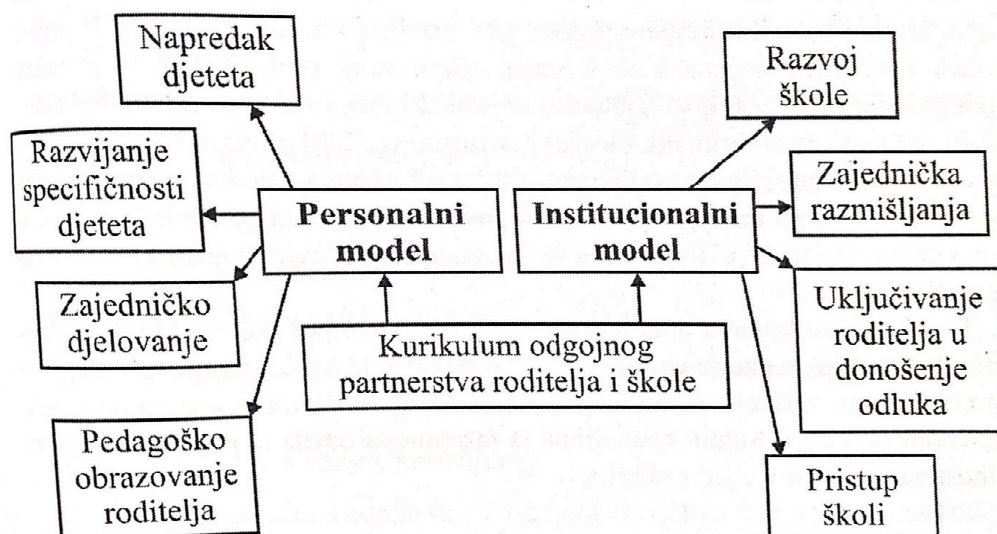 Napredak
djeteta
Razvijanje
specifičnosti
djeteta
Zajedničko
djelovanje
Pedagoško
obrazovanje
roditelja
Personalni
model
Institucionalni
model
Kurikulum odgojnog
partnerstva roditelja i škole
Razvoj
škole
Zajednička
razmišljanja
Uključivanje
roditelja u
donošenje
odluka
Pristup
školi